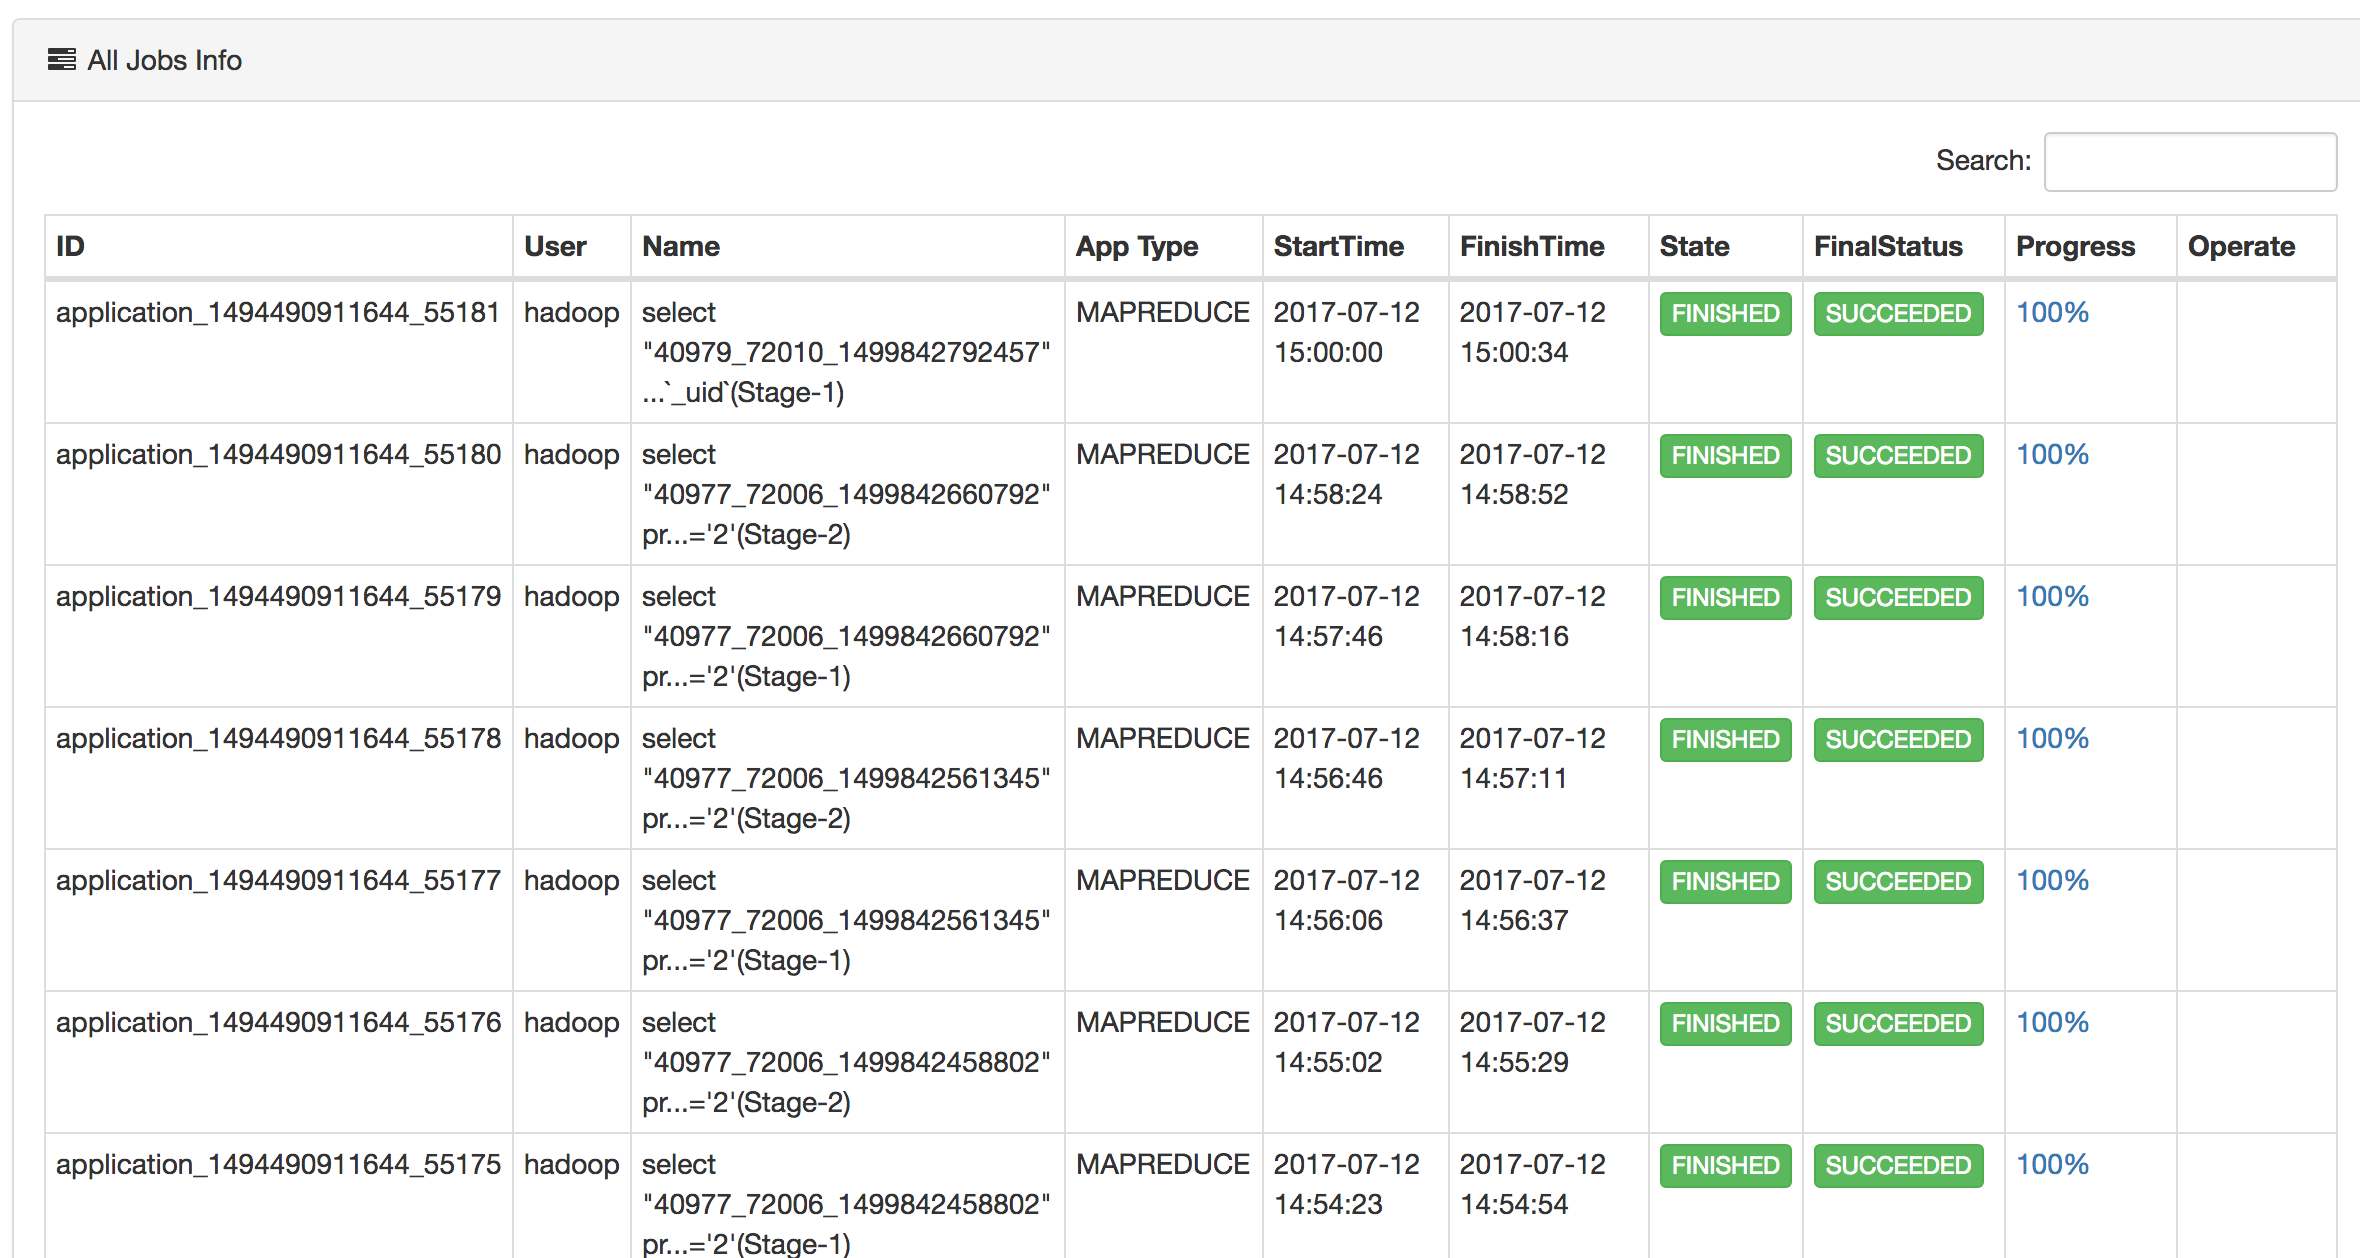 All Jobs Info
Search:
ID User Name App Type StartTime FinishTime State FinalStatus Progress Operate
application_1494490911644_55181 hadoop select MAPREDUCE 2017-07-12 2017-07-12 FINISHED SUCCEEDED 100%
"40979_72010_1499842792457" 15:00:00 15:00:34
...`_uid`(Stage-1)
application_1494490911644_55180 hadoop select MAPREDUCE 2017-07-12 2017-07-12 FINISHED SUCCEEDED 100%
"40977_72006_1499842660792" 14:58:24 14:58:52
pr...='2'(Stage-2)
application_1494490911644_55179 hadoop select MAPREDUCE 2017-07-12 2017-07-12 FINISHED SUCCEEDED 100%
"40977_72006_1499842660792" 14:57:46 14:58:16
pr...='2'(Stage-1)
application_1494490911644_55178 hadoop select MAPREDUCE 2017-07-12 2017-07-12 FINISHED SUCCEEDED 100%
"40977_72006_1499842561345" 14:56:46 14:57:11
pr...='2'(Stage-2)
application_1494490911644_55177 hadoop select MAPREDUCE 2017-07-12 2017-07-12 FINISHED SUCCEEDED 100%
"40977_72006_1499842561345" 14:56:06 14:56:37
pr...='2'(Stage-1)
application_1494490911644_55176 hadoop select MAPREDUCE 2017-07-12 2017-07-12 FINISHED SUCCEEDED 100%
"40977_72006_1499842458802" 14:55:02 14:55:29
pr...='2'(Stage-2)
application_1494490911644_55175 hadoop select MAPREDUCE 2017-07-12 2017-07-12 FINISHED SUCCEEDED 100%
"40977_72006_1499842458802" 14:54:23 14:54:54
pr...='2'(Stage-1)